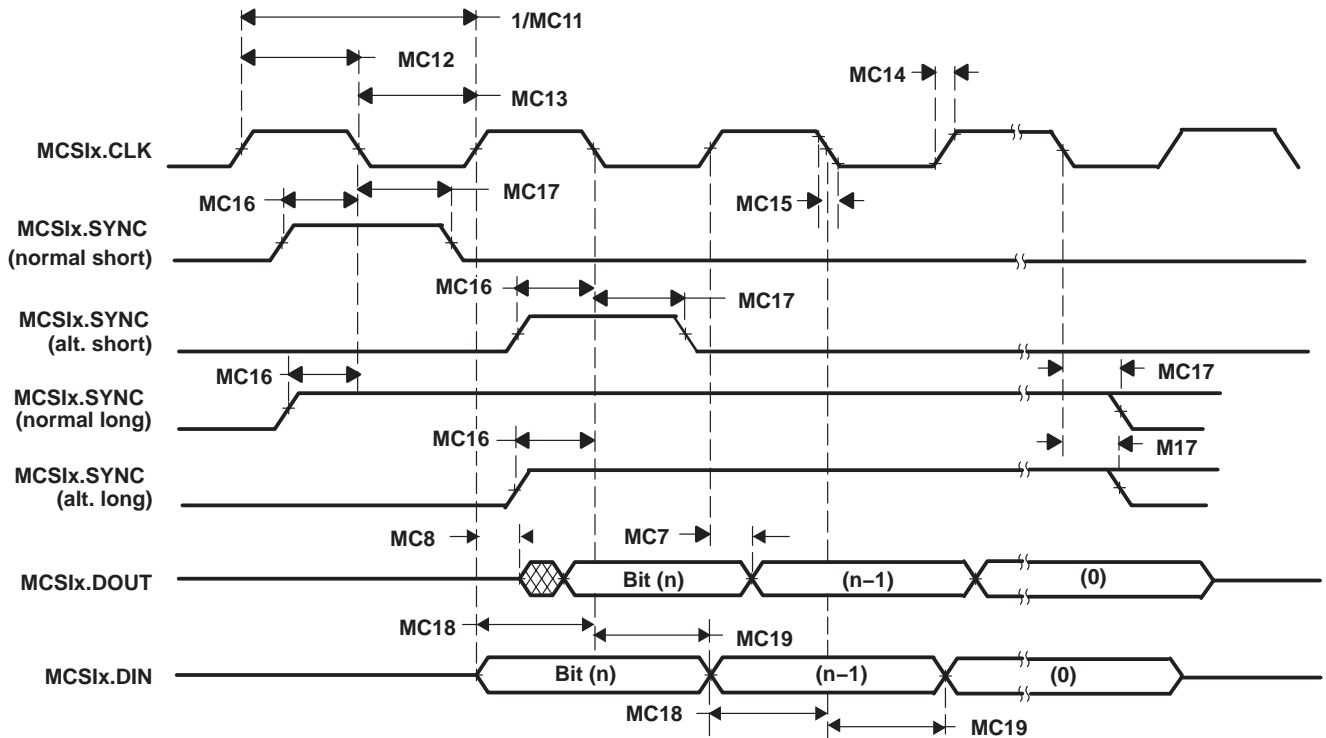 1/MC11
MC12
MC14
MC13
MCSIx.CLK
MC16
MC17
MC15
MCSIx.SYNC
(normal short)
MC16
MC17
MCSIx.SYNC
(alt. short)
MC16
MC17
MCSIx.SYNC
(normal long)
MC16
M17
MCSIx.SYNC
(alt. long)
MC8
MC7
MCSIx.DOUT
Bit (n)
(n–1)
(0)
MC18
MC19
MCSIx.DIN
Bit (n)
(n–1)
(0)
MC18
MC19